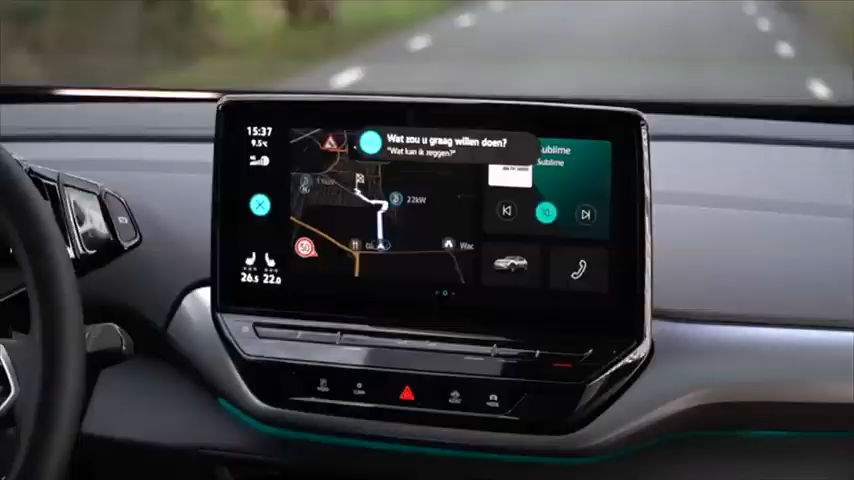 15:37
9.5°C
Wat zou u graag willen doen?
"Wat kan ik zeggen?"
Sublime
22kW
50
Wac
26.5 22.0